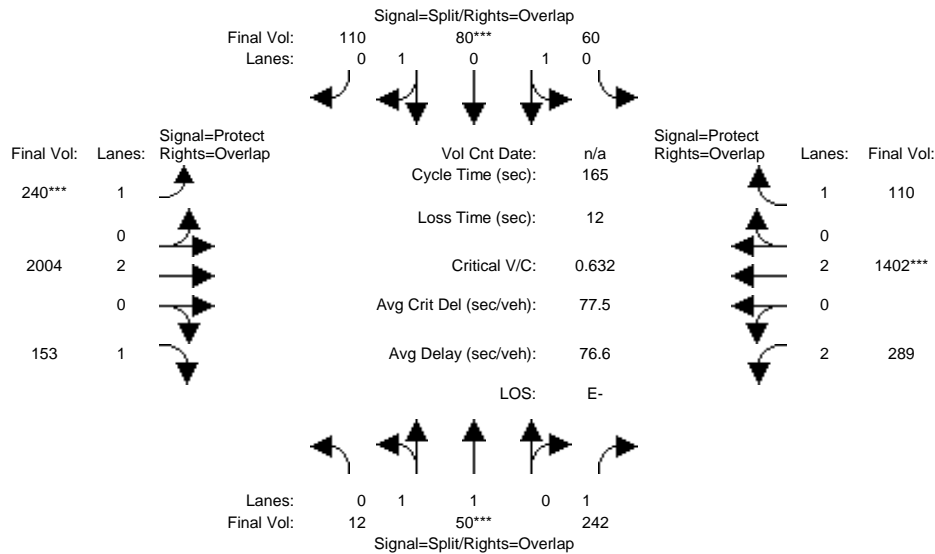 Signal=Split/Rights=Overlap
Final Vol: 110 80*** 60
Lanes: 0 1 0 1 0
Signal=Protect
Final Vol: Lanes: Rights=Overlap
Vol Cnt Date: n/a
Signal=Protect
Rights=Overlap Lanes: Final Vol:
Cycle Time (sec): 165
240*** 1
1 110
Loss Time (sec): 12
0
0
2004 2
Critical V/C: 0.632
2 1402***
0
Avg Crit Del (sec/veh): 77.5
0
153 1
Avg Delay (sec/veh): 76.6
2 289
LOS: E-
Lanes: 0 1 1 0 1
Final Vol: 12 50*** 242
Signal=Split/Rights=Overlap